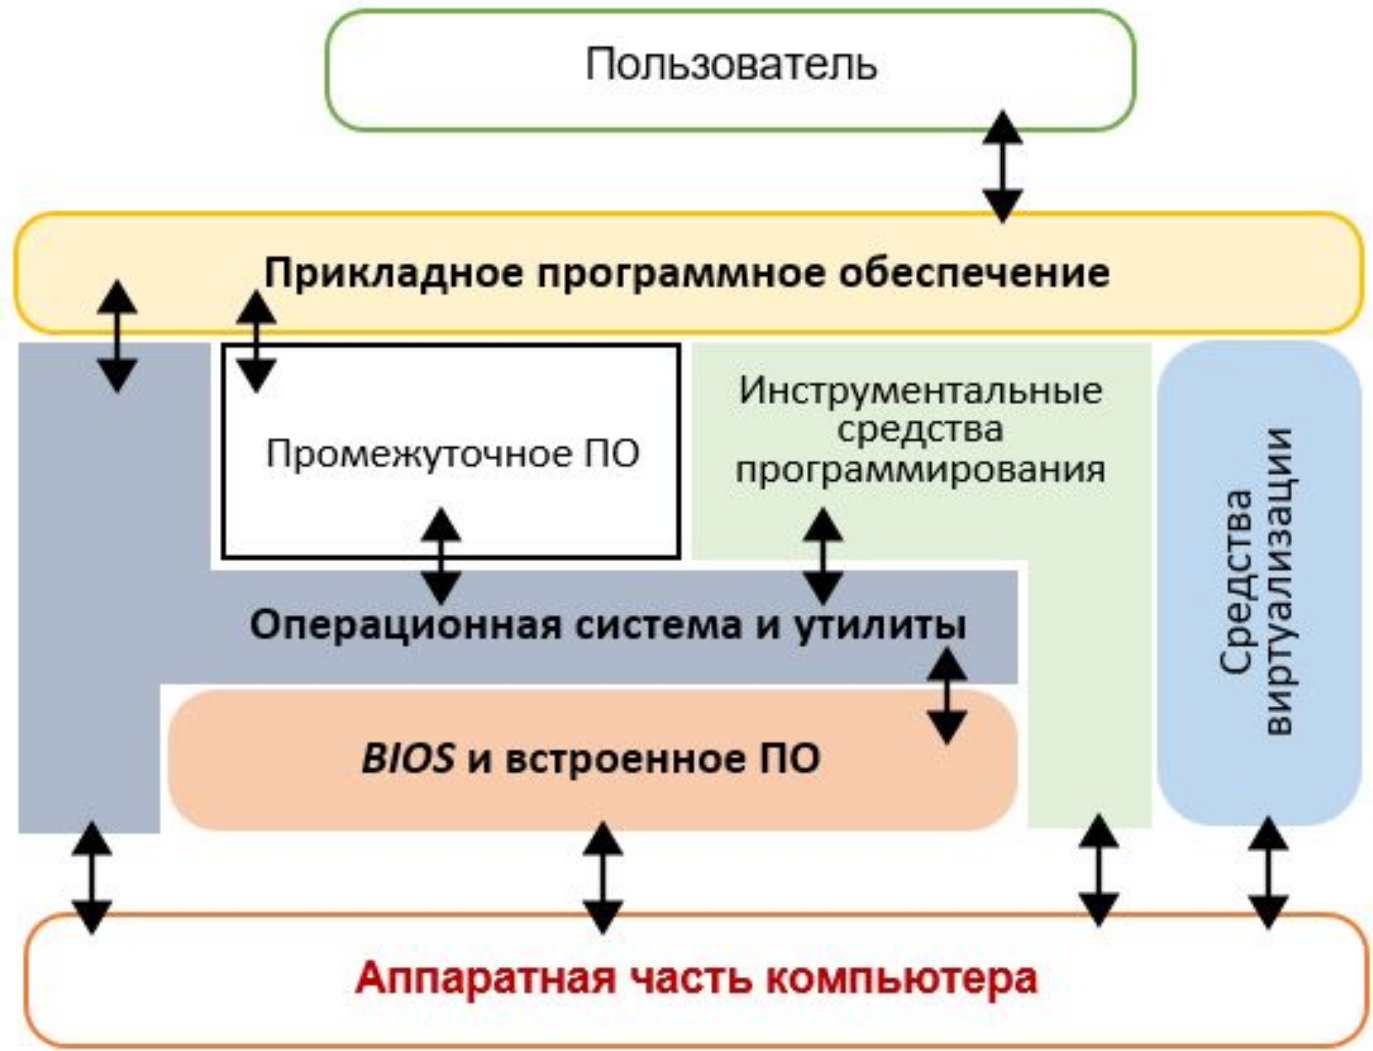 Пользователь
Прикладное программное обеспечение
Промежуточное ПО
Инструментальные
средства
программирования
Средства
виртуализации
Операционная система и утилиты
BIOS и встроенное ПО
Аппаратная часть компьютера